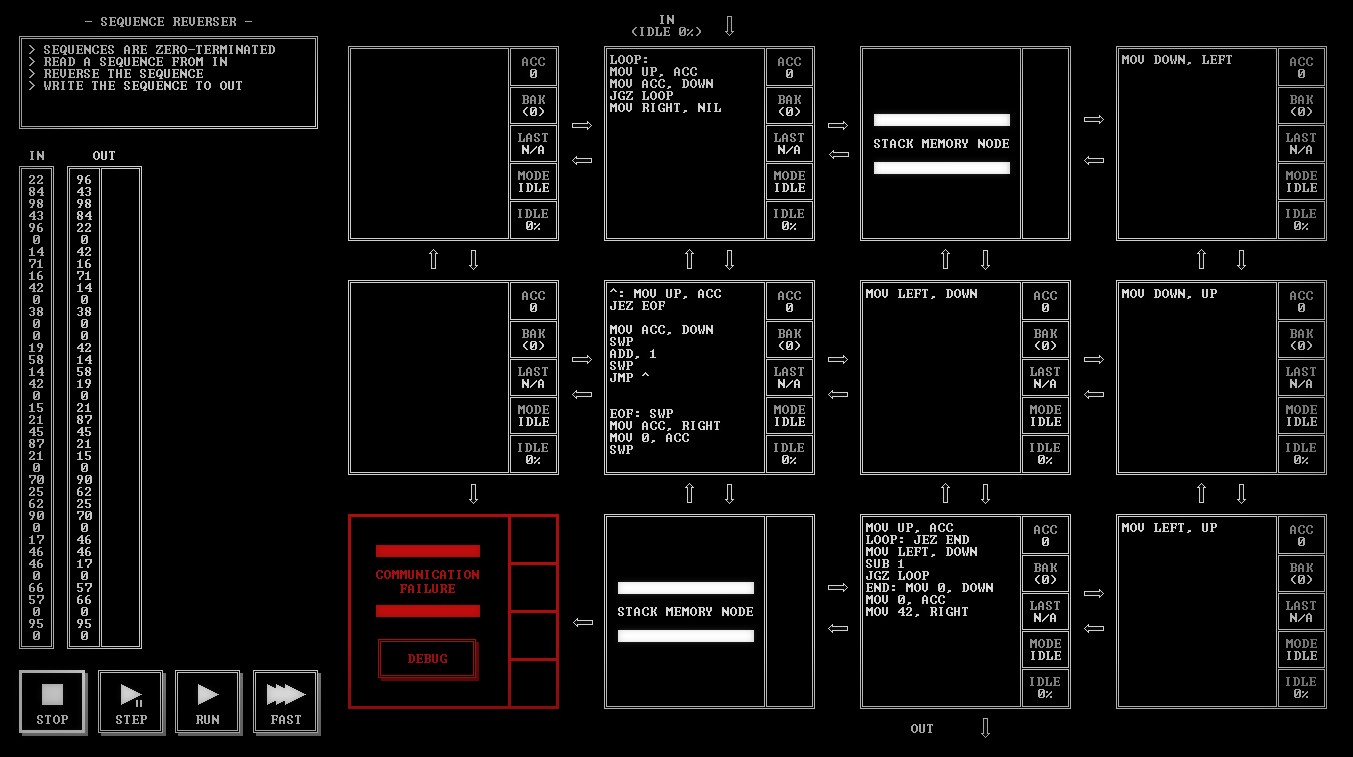 - SEQUENCE REVERSER -
> SEQUENCES ARE ZERO-TERMINATED
> READ A SEQUENCE FROM IN
> REVERSE THE SEQUENCE
> WRITE THE SEQUENCE TO OUT
IN OUT
22 96
84 43
98 98
43 84
96 22
0 0
14 42
71 16
16 71
42 14
0 0
38 38
0 0
0 0
19 42
58 14
14 58
42 19
0 0
15 21
21 87
45 45
87 21
21 15
0 0
70 90
25 62
62 25
90 70
0 0
17 46
46 46
46 17
0 0
66 57
57 66
0 0
95 95
0 0
STOP
STEP
RUN
FAST
IN
(IDLE 0%)
ACC
0
BAK
(0)
LAST
N/A
MODE
IDLE
IDLE
0%
LOOP:
MOV UP, ACC
MOV ACC, DOWN
JGZ LOOP
MOV RIGHT, NIL
ACC
0
BAK
(0)
LAST
N/A
MODE
IDLE
IDLE
0%
STACK MEMORY NODE
MOV DOWN, LEFT
ACC
0
BAK
(0)
LAST
N/A
MODE
IDLE
IDLE
0%
ACC
0
BAK
(0)
LAST
N/A
MODE
IDLE
IDLE
0%
^: MOV UP, ACC
JEZ EOF
MOV ACC, DOWN
SWP
ADD, 1
SWP
JMP ^
EOF: SWP
MOV ACC, RIGHT
MOV 0, ACC
SWP
ACC
0
BAK
(0)
LAST
N/A
MODE
IDLE
IDLE
0%
MOV LEFT, DOWN
ACC
0
BAK
(0)
LAST
N/A
MODE
IDLE
IDLE
0%
MOV DOWN, UP
ACC
0
BAK
(0)
LAST
N/A
MODE
IDLE
IDLE
0%
COMMUNICATION
FAILURE
DEBUG
STACK MEMORY NODE
MOV UP, ACC
LOOP: JEZ END
MOV LEFT, DOWN
SUB 1
JGZ LOOP
END: MOV 0, DOWN
MOV 0, ACC
MOV 42, RIGHT
ACC
0
BAK
(0)
LAST
N/A
MODE
IDLE
IDLE
0%
MOV LEFT, UP
ACC
0
BAK
(0)
LAST
N/A
MODE
IDLE
IDLE
0%
OUT